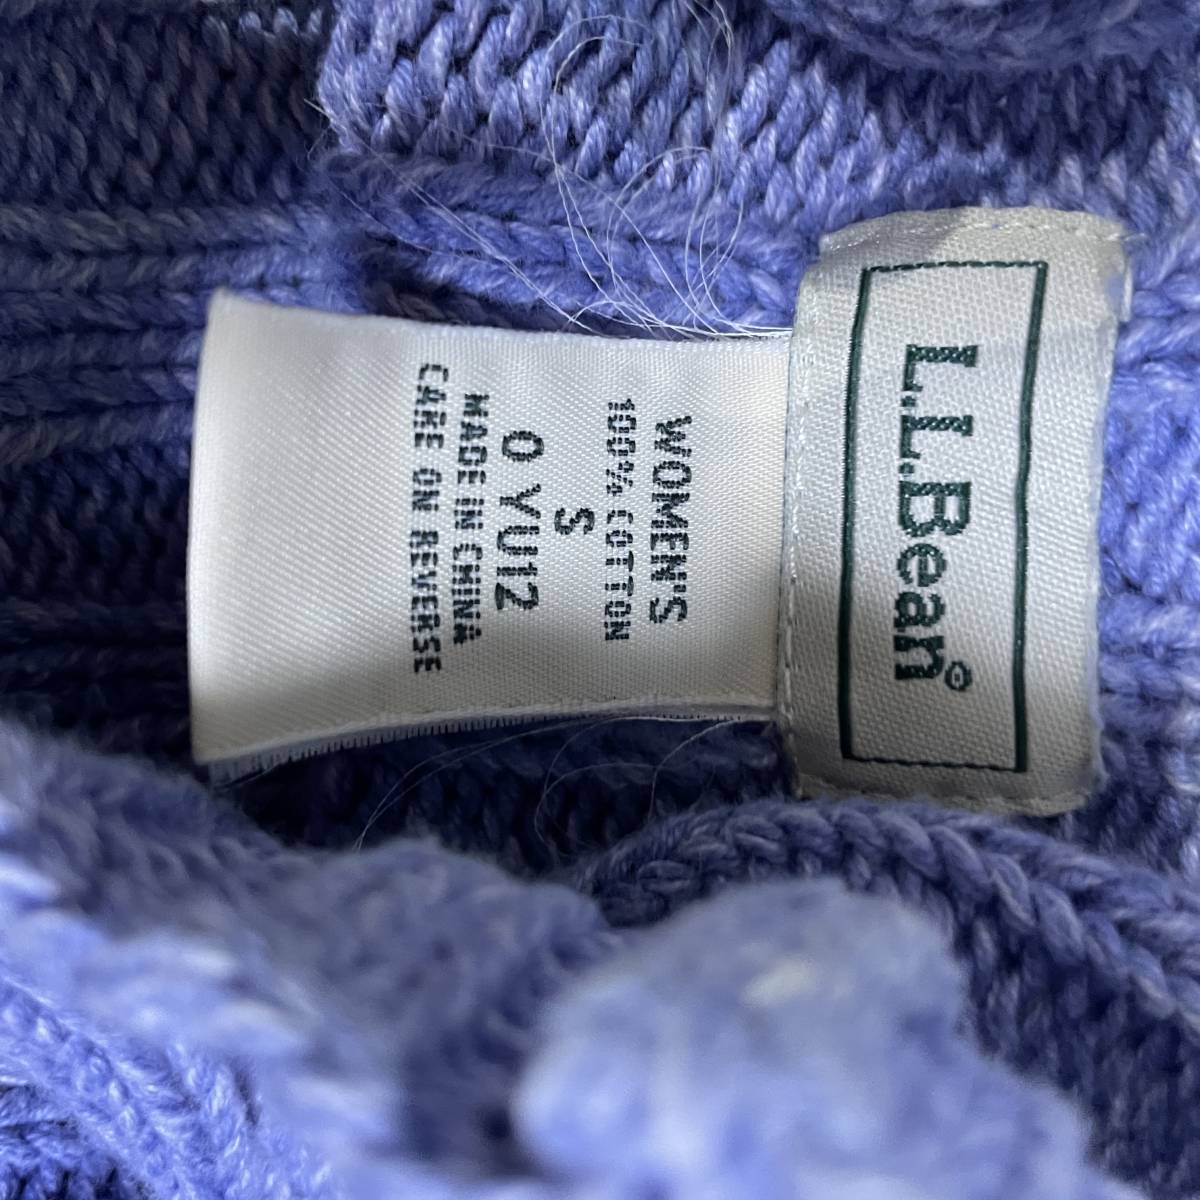 L.L.Bean®
WOMEN'S
100% COTTON
S
0 YU12
MADE IN CHINA
CARE ON REVERSE